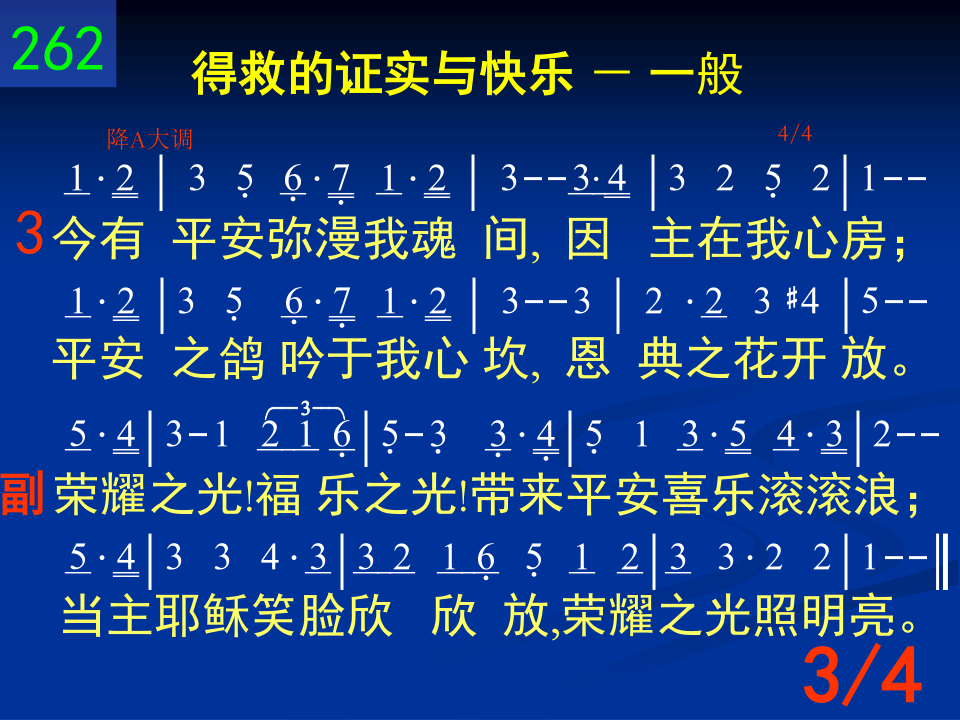 262
得救的证实与快乐 － 一般
降A大调 4/4
1 · 2 | 3 5 6 · 7 1 · 2 | 3 - - 3 · 4 | 3 2 5 2 | 1 - -
3 今有 平安弥漫我魂 间, 因 主在我心房；
1 · 2 | 3 5 6 · 7 1 · 2 | 3 - - 3 | 2 · 2 3 #4 | 5 - -
平安 之鸽 吟于我心 坎, 恩 典之花开 放。
3
5 · 4 | 3 - 1 2 1 6 | 5 - 3 3 · 4 | 5 1 3 · 5 4 · 3 | 2 - -
副 荣耀之光!福 乐之光!带来平安喜乐滚滚浪；
5 · 4 | 3 3 4 · 3 | 3 2 1 6 5 1 2 | 3 3 · 2 2 | 1 - - ‖
当主耶稣笑脸欣 欣 放,荣耀之光照明亮。
3/4